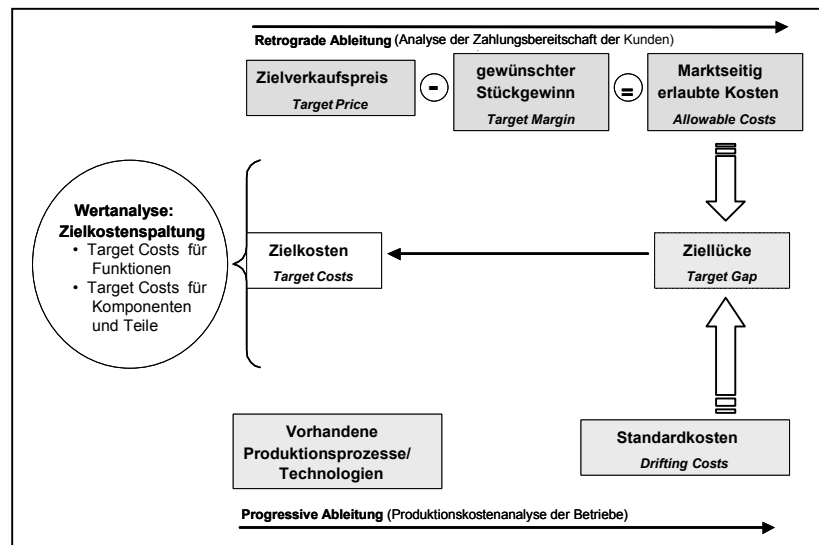 Retrograde Ableitung (Analyse der Zahlungsbereitschaft der Kunden)
Zielverkaufspreis
Target Price
-
gewünschter
Stückgewinn
Target Margin
=
Marktseitig
erlaubte Kosten
Allowable Costs
Wertanalyse:
Zielkostenspaltung
• Target Costs für
Funktionen
• Target Costs für
Komponenten
und Teile
Zielkosten
Target Costs
Ziellücke
Target Gap
Vorhandene
Produktionsprozesse/
Technologien
Standardkosten
Drifting Costs
Progressive Ableitung (Produktionskostenanalyse der Betriebe)